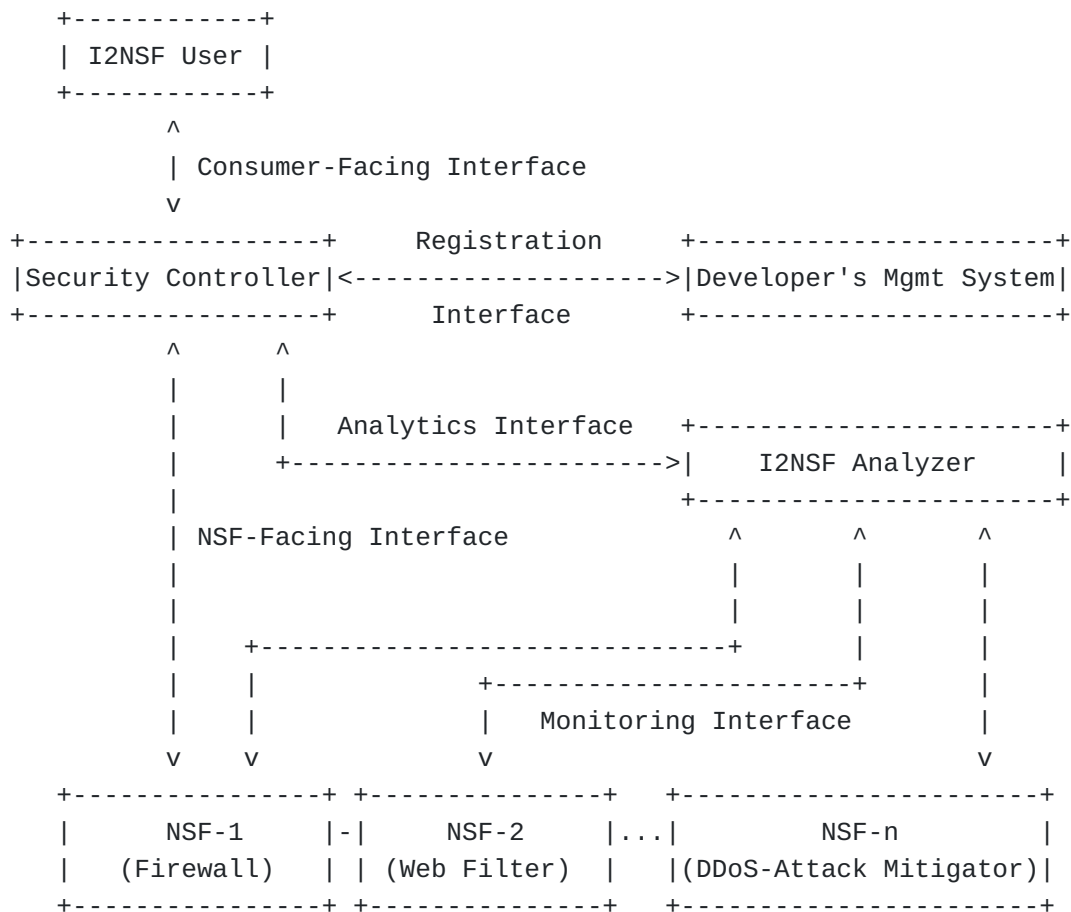 +------------+
| I2NSF User |
+------------+
^
| Consumer-Facing Interface
v
+-------------------+     Registration     +-----------------------+
|Security Controller|<-------------------->|Developer's Mgmt System|
+-------------------+      Interface       +-----------------------+
^      ^
|      |
|      |   Analytics Interface   +-----------------------+
|      +------------------------>|     I2NSF Analyzer     |
|                                +-----------------------+
| NSF-Facing Interface              ^       ^       ^
|                                   |       |       |
|                                   |       |       |
|    +------------------------------+       |       |
|    |              +-----------------------+       |
|    |              |   Monitoring Interface        |
v    v              v                               v
+----------------+ +---------------+   +-----------------------+
|      NSF-1     |-|     NSF-2     |...|         NSF-n         |
|   (Firewall)   | | (Web Filter)  |   |(DDoS-Attack Mitigator)|
+----------------+ +---------------+   +-----------------------+